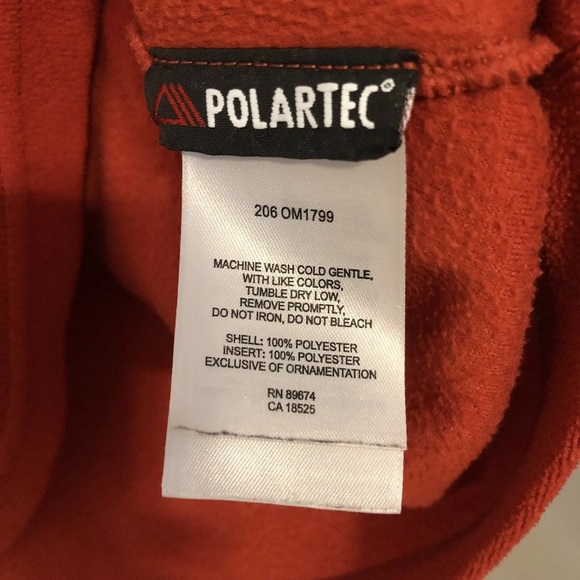 POLARTEC®
206 OM1799
MACHINE WASH COLD GENTLE,
WITH LIKE COLORS,
TUMBLE DRY LOW,
REMOVE PROMPTLY,
DO NOT IRON, DO NOT BLEACH
SHELL: 100% POLYESTER
INSERT: 100% POLYESTER
EXCLUSIVE OF ORNAMENTATION
RN 89674
CA 18525